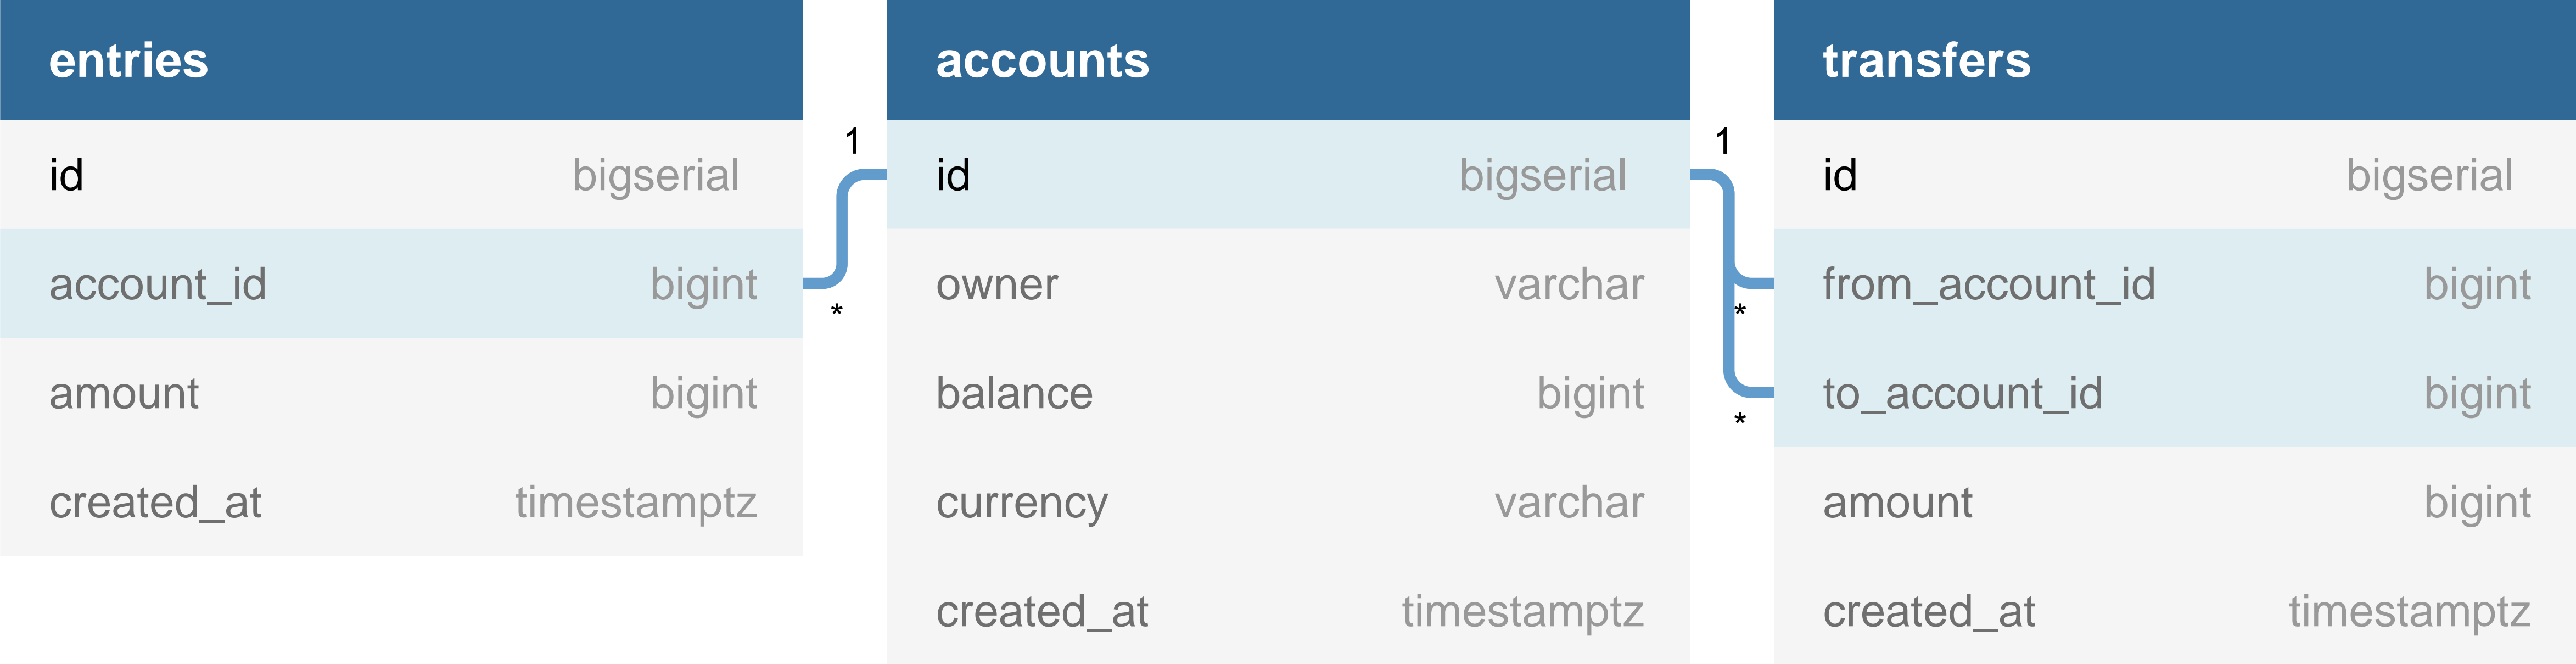 entries
id bigserial
account_id bigint
amount bigint
created_at timestamptz
1
*
accounts
id bigserial
owner varchar
balance bigint
currency varchar
created_at timestamptz
1
*
*
transfers
id bigserial
from_account_id bigint
to_account_id bigint
amount bigint
created_at timestamptz